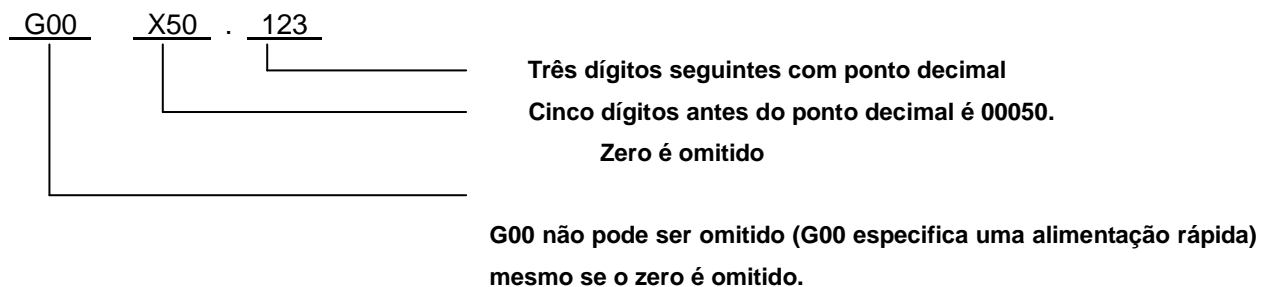 G00 X50 . 123
Três dígitos seguintes com ponto decimal
Cinco dígitos antes do ponto decimal é 00050.
Zero é omitido
G00 não pode ser omitido (G00 especifica uma alimentação rápida)
mesmo se o zero é omitido.